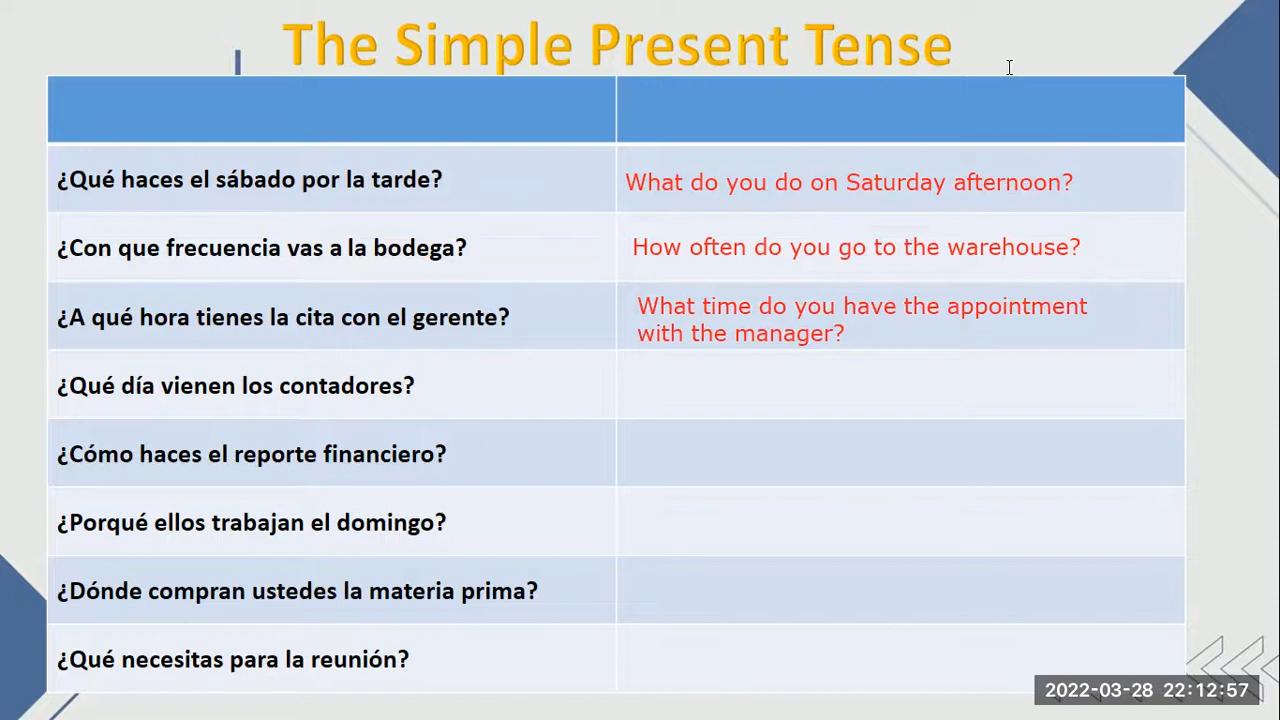 The Simple Present Tense
¿Qué haces el sábado por la tarde?
What do you do on Saturday afternoon?
¿Con que frecuencia vas a la bodega?
How often do you go to the warehouse?
¿A qué hora tienes la cita con el gerente?
What time do you have the appointment
with the manager?
¿Qué día vienen los contadores?
¿Cómo haces el reporte financiero?
¿Porqué ellos trabajan el domingo?
¿Dónde compran ustedes la materia prima?
¿Qué necesitas para la reunión?
2022-03-28 22:12:57